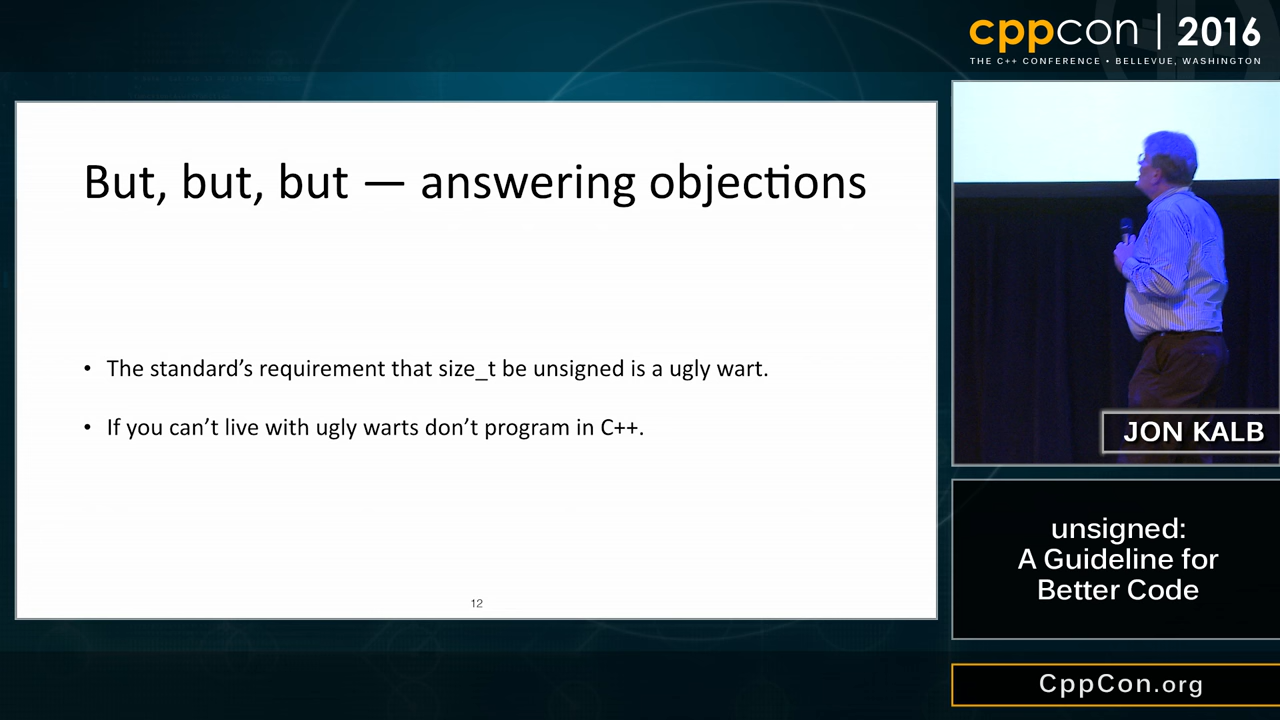 cppcon | 2016
THE C++ CONFERENCE • BELLEVUE, WASHINGTON
But, but, but — answering objections
• The standard's requirement that size_t be unsigned is a ugly wart.
• If you can't live with ugly warts don't program in C++.
12
JON KALB
unsigned:
A Guideline for
Better Code
CppCon.org